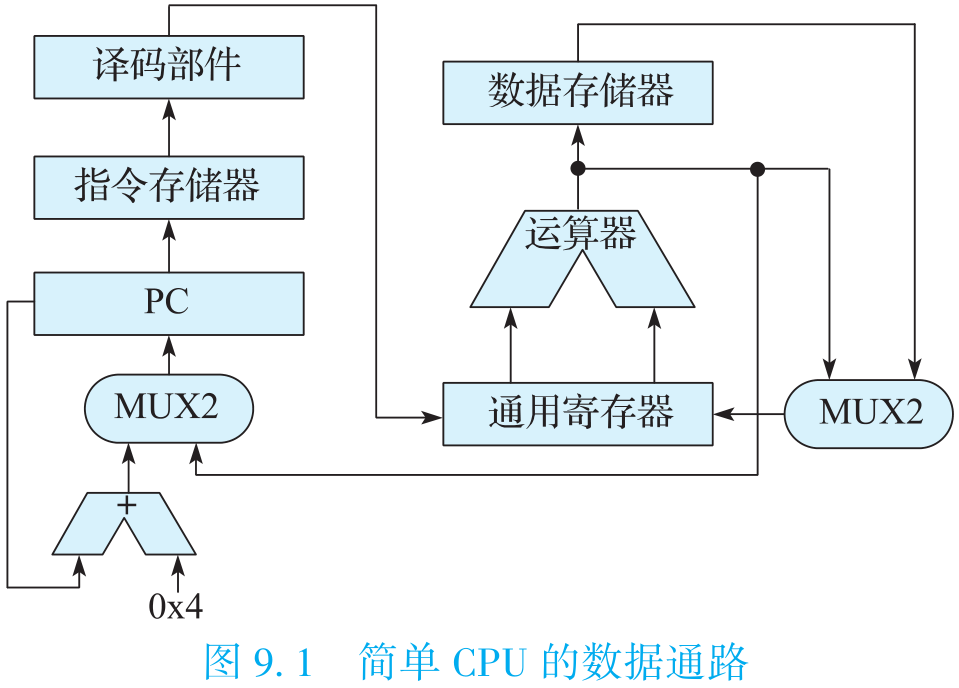 译码部件
数据存储器
指令存储器
运算器
PC
MUX2
通用寄存器
MUX2
+
0x4
图 9. 1 简单 CPU 的数据通路